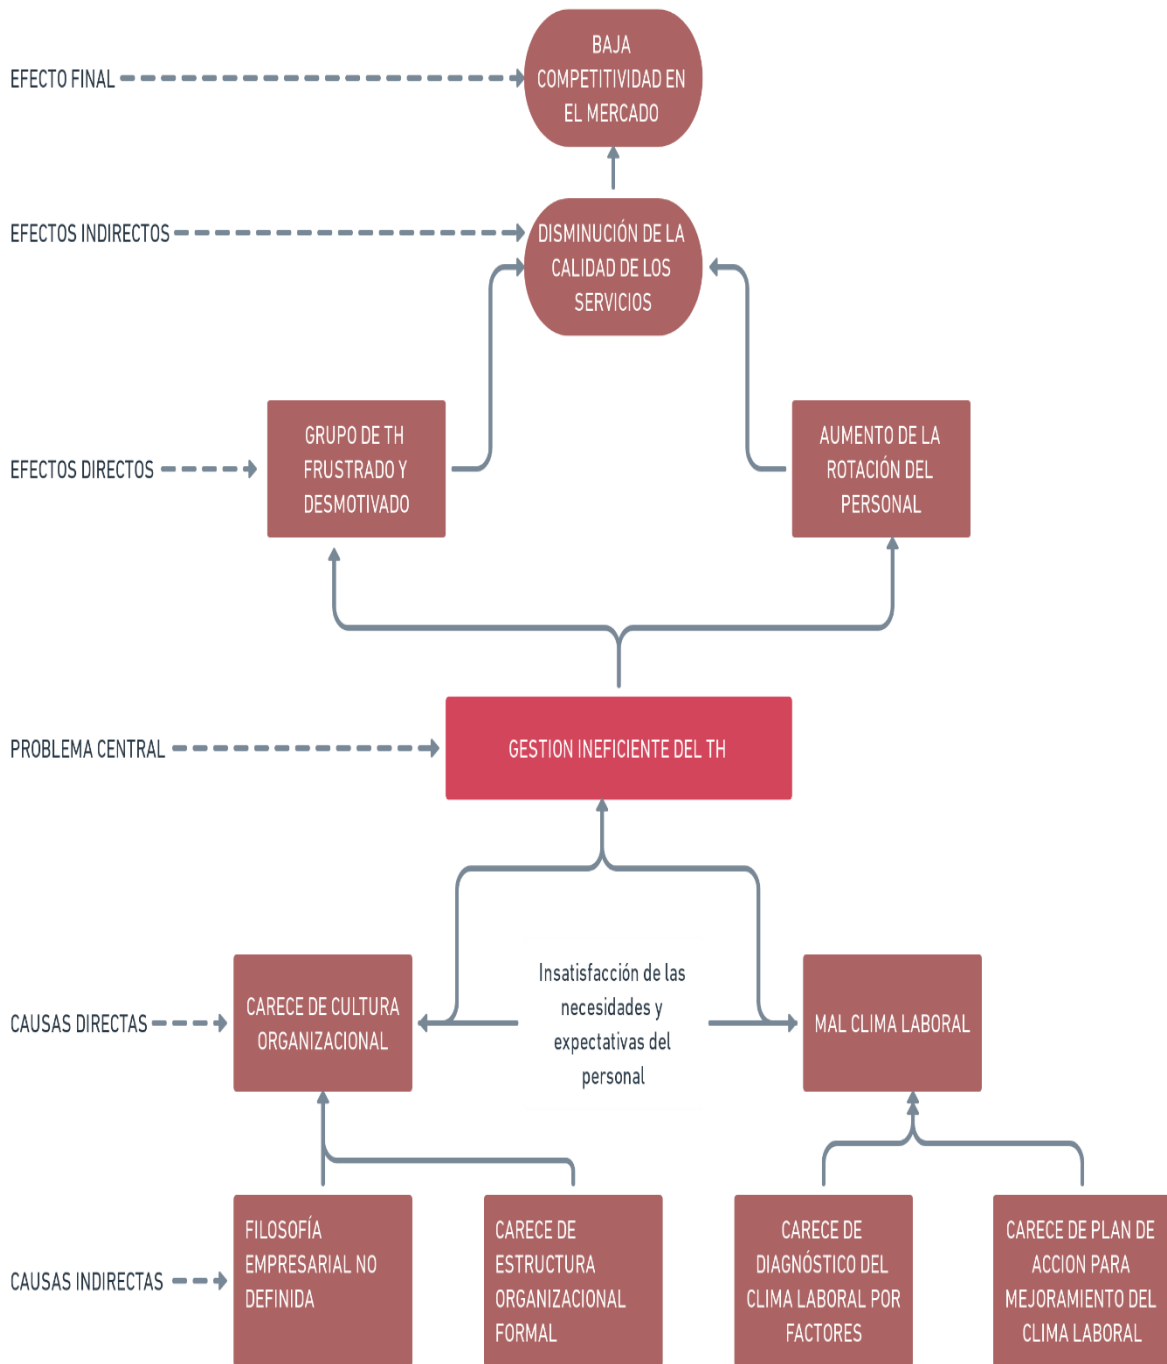 BAJA
COMPETITIVIDAD EN
EL MERCADO
EFECTO FINAL
EFECTOS INDIRECTOS
DISMINUCIÓN DE LA
CALIDAD DE LOS
SERVICIOS
EFECTOS DIRECTOS
GRUPO DE TH
FRUSTRADO Y
DESMOTIVADO
AUMENTO DE LA
ROTACIÓN DEL
PERSONAL
PROBLEMA CENTRAL
GESTION INEFICIENTE DEL TH
CAUSAS DIRECTAS
CARECE DE CULTURA
ORGANIZACIONAL
Insatisfacción de las
necesidades y
expectativas del
personal
MAL CLIMA LABORAL
CAUSAS INDIRECTAS
FILOSOFÍA
EMPRESARIAL NO
DEFINIDA
CARECE DE
ESTRUCTURA
ORGANIZACIONAL
FORMAL
CARECE DE
DIAGNÓSTICO DEL
CLIMA LABORAL POR
FACTORES
CARECE DE PLAN DE
ACCION PARA
MEJORAMIENTO DEL
CLIMA LABORAL